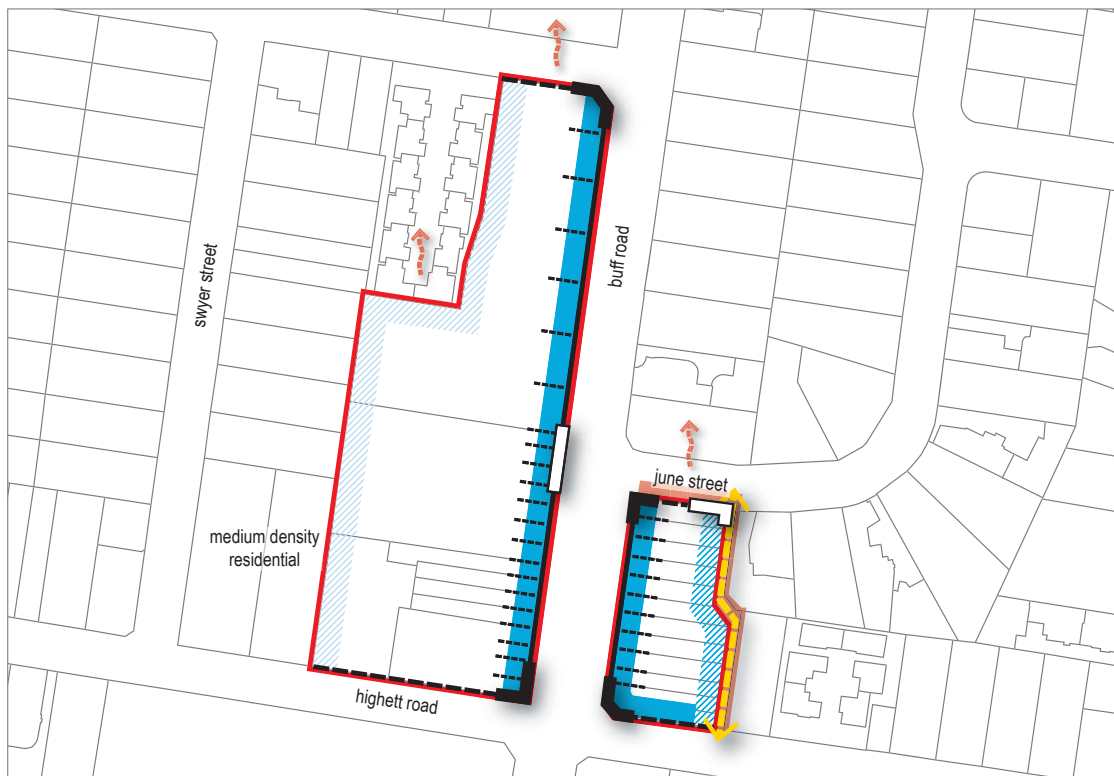 swyer street
buff road
june street
medium density
residential
highett road